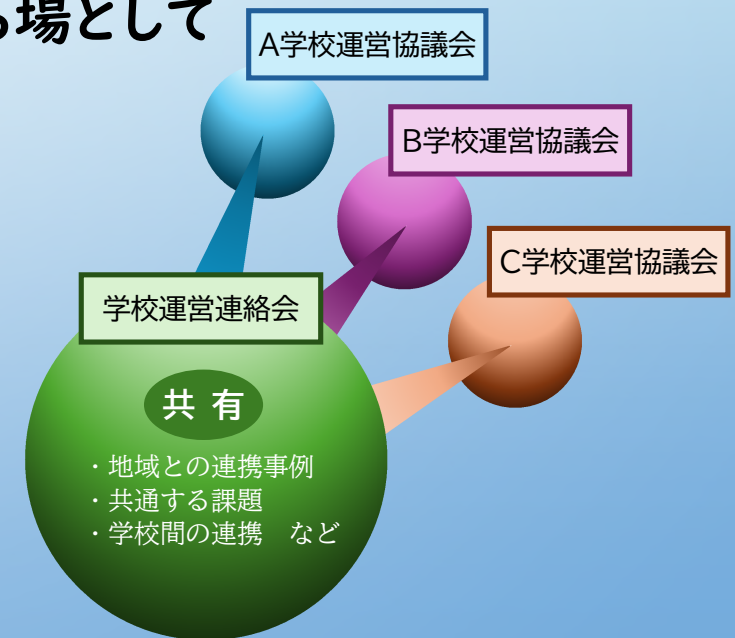 る場として
A学校運営協議会
B学校運営協議会
C学校運営協議会
学校運営連絡会
共有
・地域との連携事例
・共通する課題
・学校間の連携　など